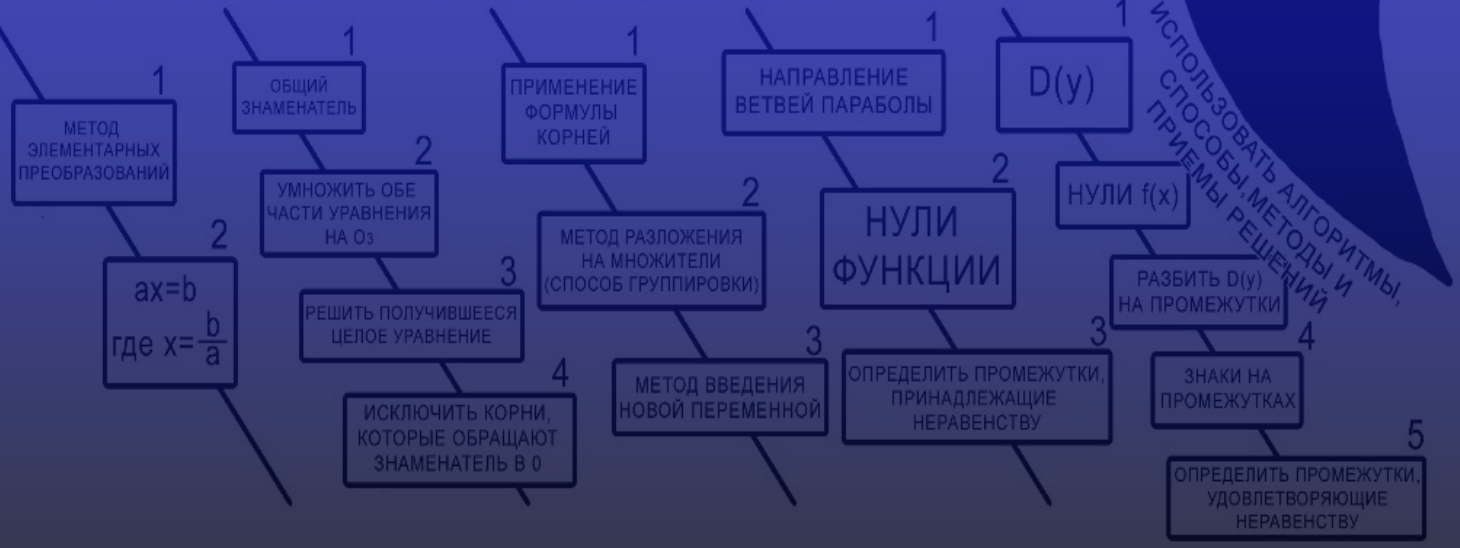 1
МЕТОД
ЭЛЕМЕНТАРНЫХ
ПРЕОБРАЗОВАНИЙ
2
ax=b
где x=b/a
1
ОБЩИЙ
ЗНАМЕНАТЕЛЬ
2
УМНОЖИТЬ ОБЕ
ЧАСТИ УРАВНЕНИЯ
НА Оз
3
РЕШИТЬ ПОЛУЧИВШЕЕСЯ
ЦЕЛОЕ УРАВНЕНИЕ
4
ИСКЛЮЧИТЬ КОРНИ,
КОТОРЫЕ ОБРАЩАЮТ
ЗНАМЕНАТЕЛЬ В 0
1
ПРИМЕНЕНИЕ
ФОРМУЛЫ
КОРНЕЙ
2
МЕТОД РАЗЛОЖЕНИЯ
НА МНОЖИТЕЛИ
(СПОСОБ ГРУППИРОВКИ)
3
МЕТОД ВВЕДЕНИЯ
НОВОЙ ПЕРЕМЕННОЙ
1
НАПРАВЛЕНИЕ
ВЕТВЕЙ ПАРАБОЛЫ
2
НУЛИ
ФУНКЦИИ
3
ОПРЕДЕЛИТЬ ПРОМЕЖУТКИ,
ПРИНАДЛЕЖАЩИЕ
НЕРАВЕНСТВУ
1
D(y)
НУЛИ f(x)
РАЗБИТЬ D(y)
НА ПРОМЕЖУТКИ
4
ЗНАКИ НА
ПРОМЕЖУТКАХ
5
ОПРЕДЕЛИТЬ ПРОМЕЖУТКИ,
УДОВЛЕТВОРЯЮЩИЕ
НЕРАВЕНСТВУ
ИСПОЛЬЗОВАТЬ АЛГОРИТМЫ,
СПОСОБЫ, МЕТОДЫ И
ПРИЕМЫ РЕШЕНИЙ